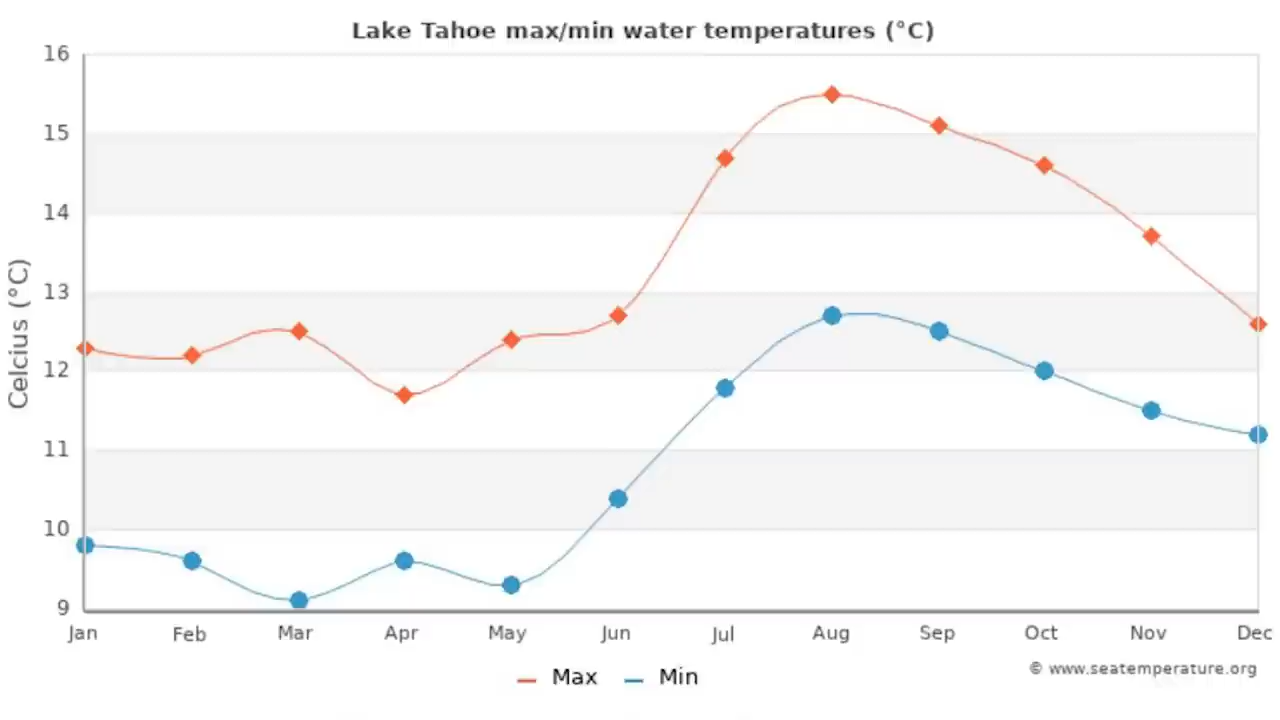 Lake Tahoe max/min water temperatures (°C)
16
15
14
13
12
11
10
9
Celcius (°C)
Jan Feb Mar Apr May Jun Jul Aug Sep Oct Nov Dec
Max Min
© www.seatemperature.org